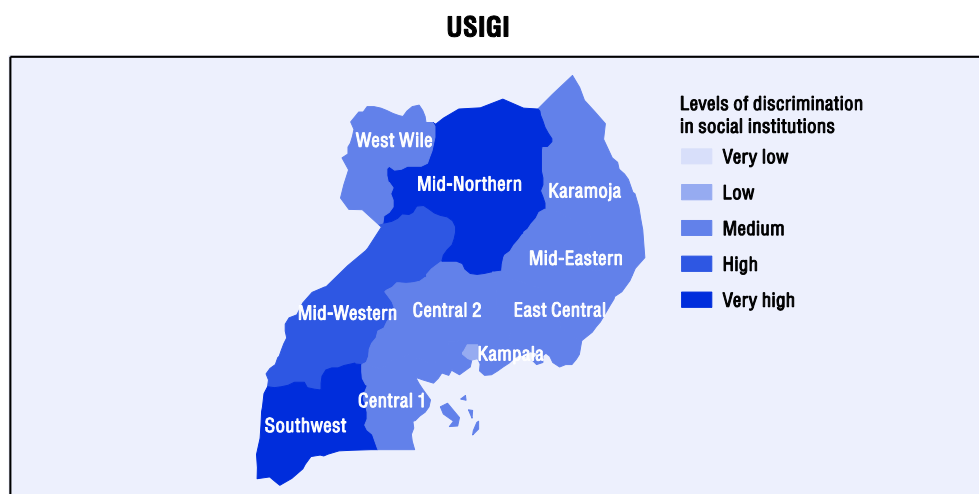 USIGI
Levels of discrimination
in social institutions
Very low
Low
Medium
High
Very high
West Wile
Mid-Northern
Karamoja
Mid-Eastern
Mid-Western
Central 2
East Central
Kampala
Central 1
Southwest